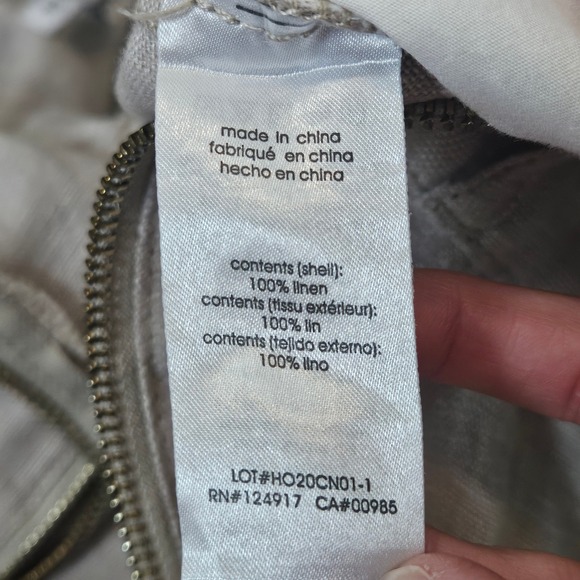 made in china
fabriqué en china
hecho en china
contents (shell):
100% linen
contents (tissu extérieur):
100% lin
contents (tejido externo):
100% lino
LOT#HO20CN01-1
RN#124917 CA#00985